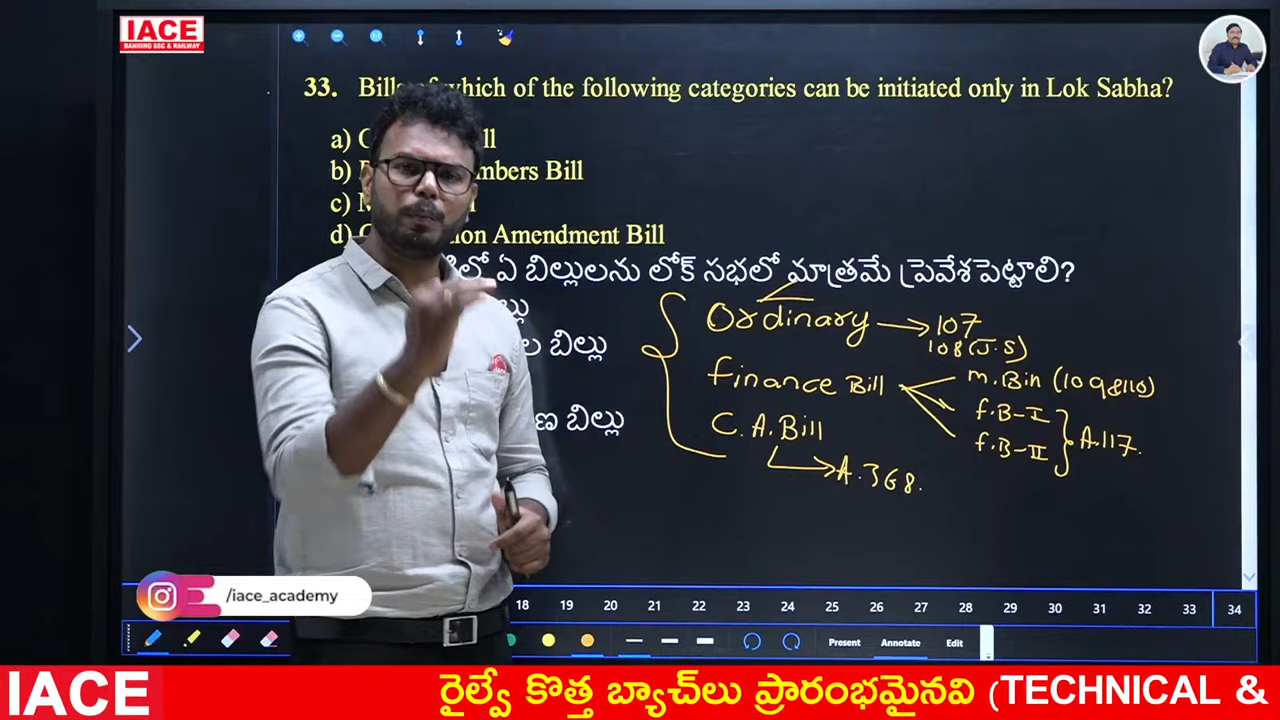 IACE
BANKING SSC & RAILWAY
33. Bills of which of the following categories can be initiated only in Lok Sabha?
a)
b) mbers Bill
c)
d) Amendment Bill
ఏ బిల్లులను లోక్ సభలో మాత్రమే ప్రవేశపెట్టాలి?
బిల్లు
బిల్లు
Ordinary → 107
108 (J.S)
finance Bill
m.Bill (109&110)
f.B-I
f.B-II
A.117.
C.A.Bill
A.368.
/iace_academy
18 19 20 21 22 23 24 25 26 27 28 29 30 31 32 33 34
Present Annotate Edit
IACE రైల్వే కొత్త బ్యాచ్‌లు ప్రారంభమైనవి (TECHNICAL &